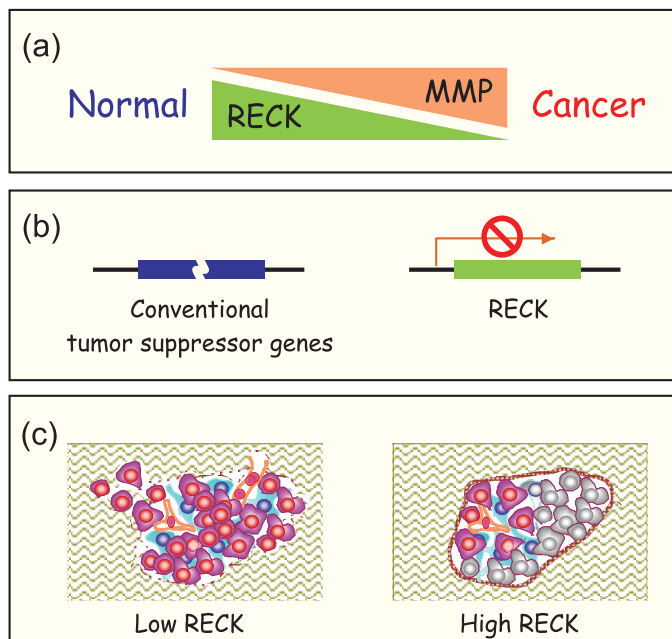 (a)
Normal
MMP
RECK
Cancer
(b)
Conventional
tumor suppressor genes
RECK
(c)
Low RECK
High RECK